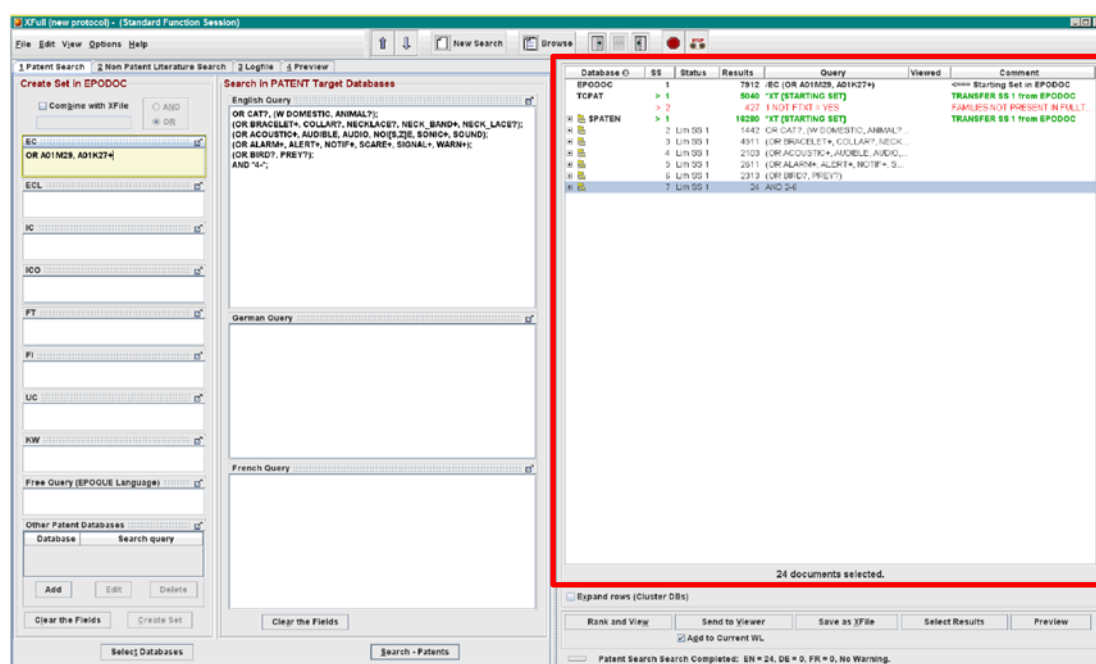 XFull (new protocol) - (Standard Function Session)
File Edit View Options Help
New Search Browse
1 Patent Search 2 Non Patent Literature Search 3 Logfile 4 Preview
Create Set in EPODOC
Combine with XFile
AND
OR
EC
OR A01M29, A01K27+
ECL
IC
ICO
FT
FI
UC
KW
Free Query (EPOQUE Language)
Other Patent Databases
Database Search query
Add Edit Delete
Clear the Fields Create Set
Select Databases
Search in PATENT Target Databases
English Query
OR CAT?, (W DOMESTIC, ANIMAL?);
(OR BRACELET+, COLLAR?, NECKLACE?, NECK_BAND+, NECK_LACE?);
(OR ACOUSTIC+, AUDIBLE, AUDIO, NOI[S,Z]E, SONIC+, SOUND);
(OR ALARM+, ALERT+, NOTIF+, SCARE+, SIGNAL+, WARN+);
(OR BIRD?, PREY?);
AND "4-";
German Query
French Query
Clear the Fields
Search - Patents
Database SS Status Results Query Viewed Comment
EPODOC 1 7912 /EC (OR A01M29, A01K27+) <=== Starting Set in EPODOC
TCPAT > 1 5040 "XT [STARTING SET] TRANSFER SS 1 from EPODOC
> 2 427 1 NOT FTXT = YES FAMILIES NOT PRESENT IN FULLT...
$PATEN > 1 16280 "XT [STARTING SET] TRANSFER SS 1 from EPODOC
2 Lim SS 1 1442 OR CAT?, (W DOMESTIC, ANIMAL?...
3 Lim SS 1 4511 (OR BRACELET+, COLLAR?, NECK...
4 Lim SS 1 2103 (OR ACOUSTIC+, AUDIBLE, AUDIO,...
5 Lim SS 1 2611 (OR ALARM+, ALERT+, NOTIF+, S...
6 Lim SS 1 2313 (OR BIRD?, PREY?)
7 Lim SS 1 24 AND 2-6
24 documents selected.
Expand rows (Cluster DBs)
Rank and View Send to Viewer Save as XFile Select Results Preview
Add to Current WL
Patent Search Search Completed: EN = 24, DE = 0, FR = 0, No Warning.